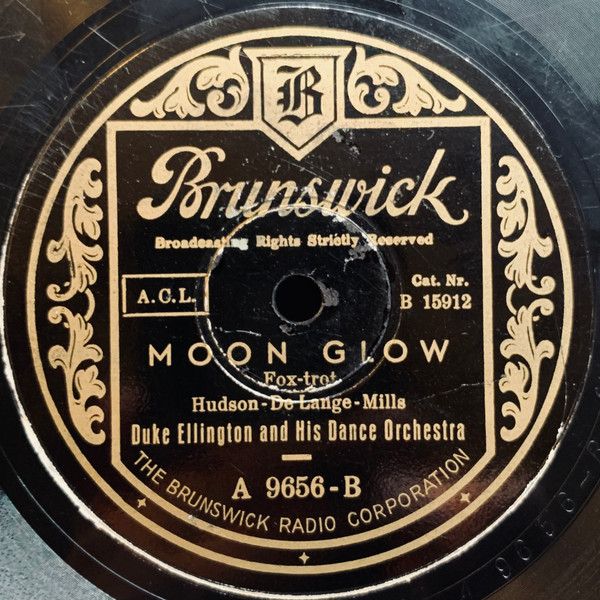 B
Brunswick
Broadcasting Rights Strictly Reserved
A.C.L.
Cat. Nr.
B 15912
MOON GLOW
Fox-trot
Hudson-De Lange-Mills
Duke Ellington and His Dance Orchestra
A 9656-B
THE BRUNSWICK RADIO CORPORATION